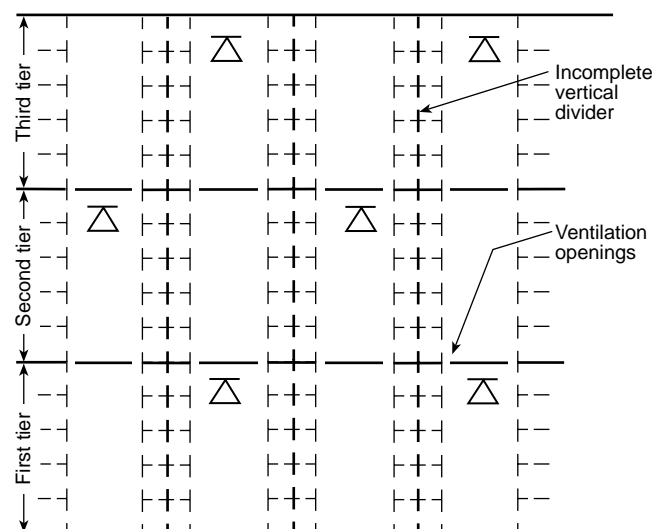 Third tier
Incomplete
vertical
divider
Second tier
Ventilation
openings
First tier